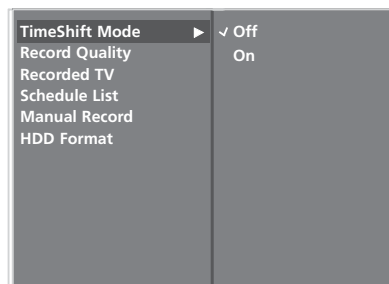 TimeShift Mode
Record Quality
Recorded TV
Schedule List
Manual Record
HDD Format
✓ Off
On